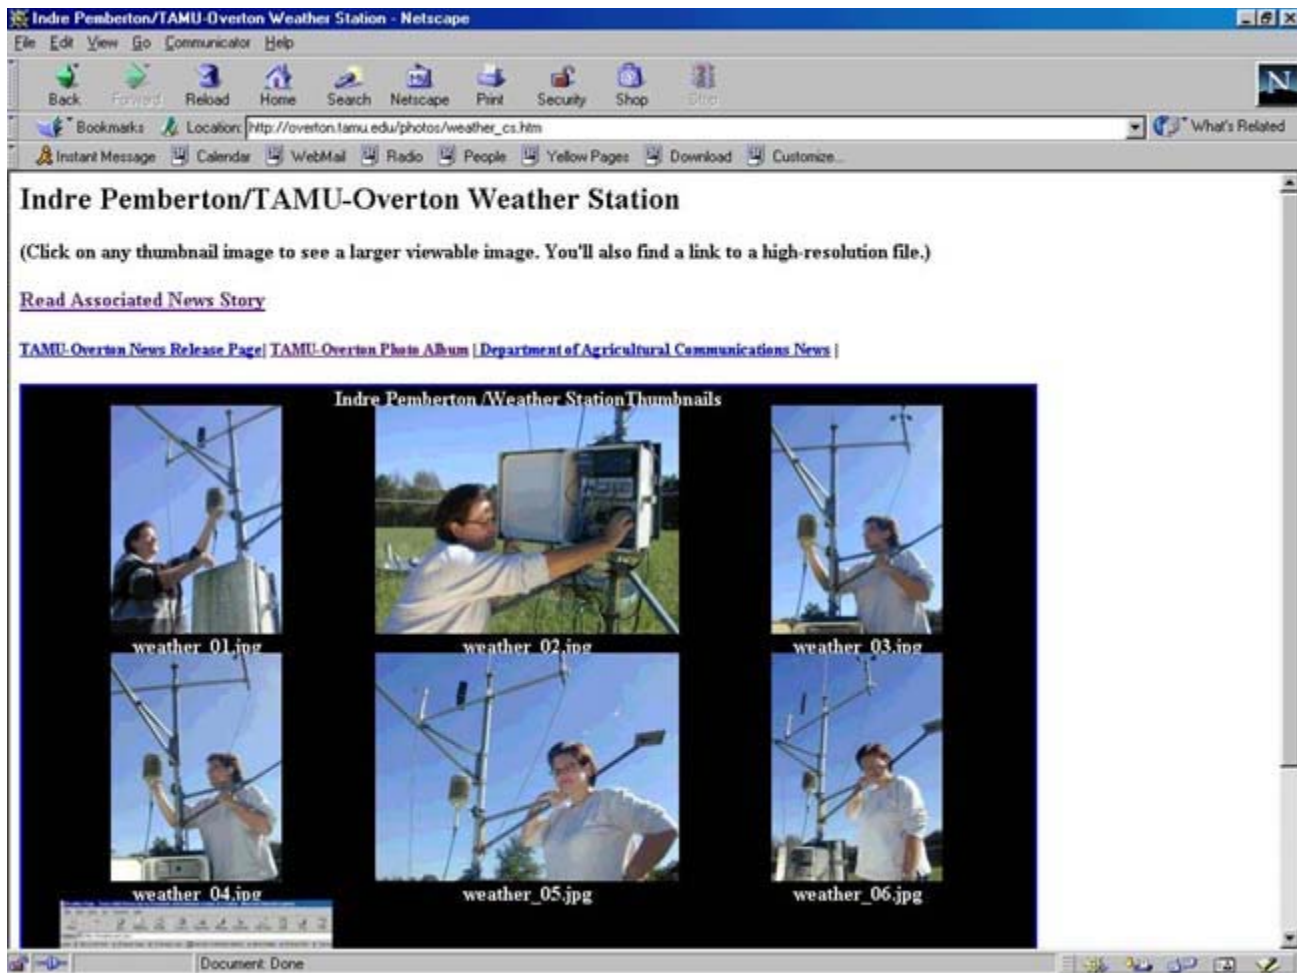 Indre Pemberton/TAMU-Overton Weather Station - Netscape
File Edit View Go Communicator Help
Back Forward Reload Home Search Netscape Print Security Shop Stop
Bookmarks Location: http://overton.tamu.edu/photos/weather_cs.htm What's Related
Instant Message Calendar WebMail Radio People Yellow Pages Download Customize...
Indre Pemberton/TAMU-Overton Weather Station
(Click on any thumbnail image to see a larger viewable image. You'll also find a link to a high-resolution file.)
Read Associated News Story
TAMU-Overton News Release Page| TAMU-Overton Photo Album | Department of Agricultural Communications News |
Indre Pemberton /Weather StationThumbnails
weather_01.jpg weather_02.jpg weather_03.jpg
weather_04.jpg weather_05.jpg weather_06.jpg
Document: Done